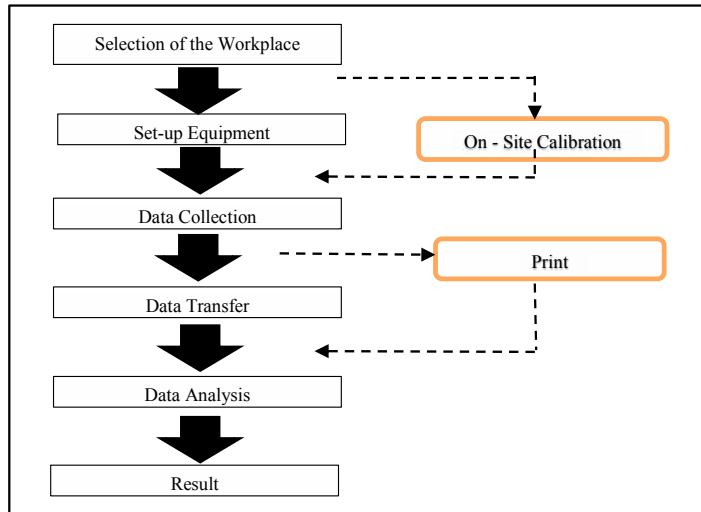 Selection of the Workplace
Set-up Equipment
On - Site Calibration
Data Collection
Print
Data Transfer
Data Analysis
Result